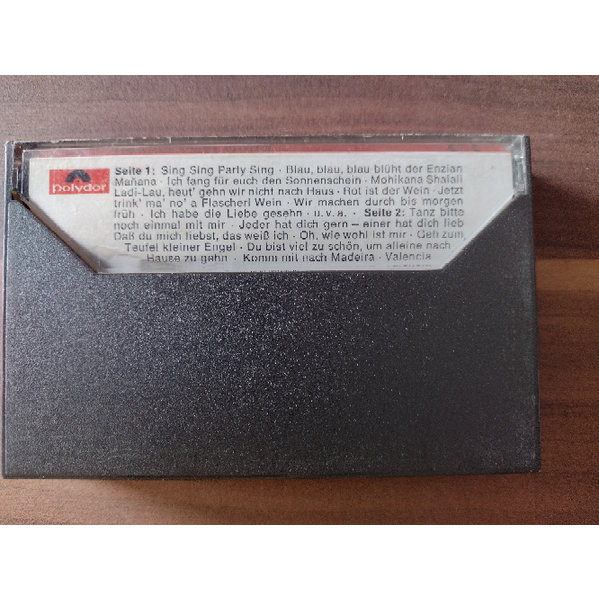 polydor
Seite 1: Sing Sing Party Sing · Blau, blau, blau blüht der Enzian
Mañana · Ich fang für euch den Sonnenschein · Mohikana Shalali
Ladi-Lau, heut' gehn wir nicht nach Haus · Rot ist der Wein · Jetzt
trink' ma' no' a Flascherl Wein · Wir machen durch bis morgen
früh · Ich habe die Liebe gesehn · u.v.a. · Seite 2: Tanz bitte
noch einmal mit mir · Jeder hat dich gern – einer hat dich lieb
Daß du mich liebst, das weiß ich · Oh, wie wohl ist mir · Geh zum
Teufel kleiner Engel · Du bist viel zu schön, um alleine nach
Hause zu gehn · Komm mit nach Madeira · Valencia